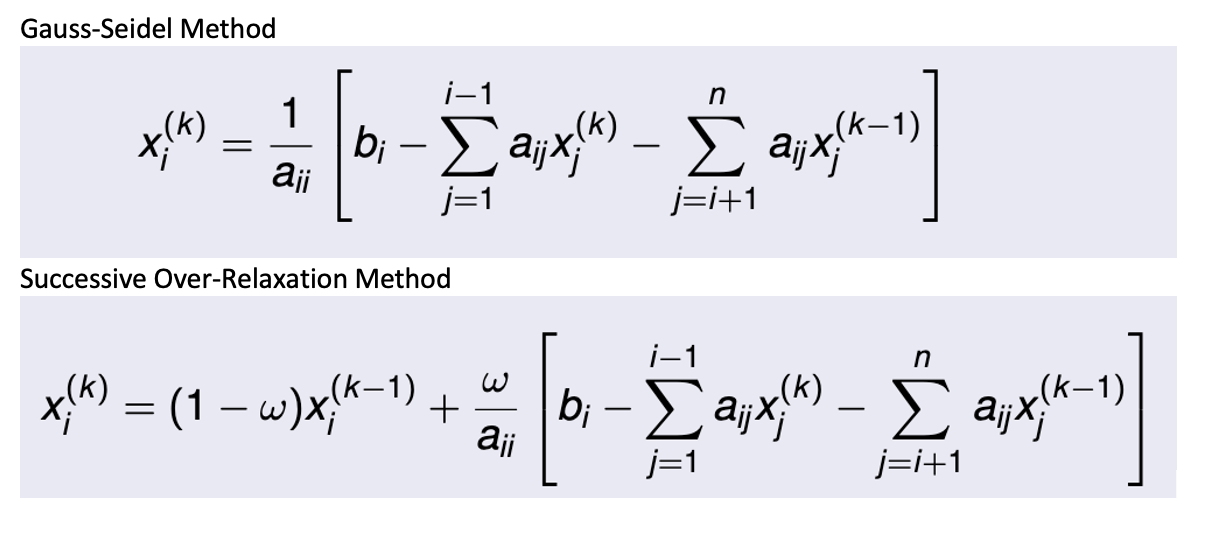 Gauss-Seidel Method
x_i^{(k)} = \frac{1}{a_{ii}} \left[ b_i - \sum_{j=1}^{i-1} a_{ij} x_j^{(k)} - \sum_{j=i+1}^{n} a_{ij} x_j^{(k-1)} \right]
Successive Over-Relaxation Method
x_i^{(k)} = (1 - \omega) x_i^{(k-1)} + \frac{\omega}{a_{ii}} \left[ b_i - \sum_{j=1}^{i-1} a_{ij} x_j^{(k)} - \sum_{j=i+1}^{n} a_{ij} x_j^{(k-1)} \right]